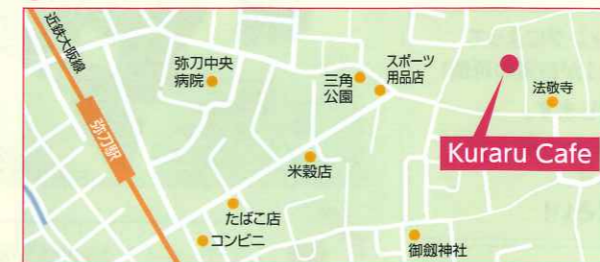 近鉄大阪線
弥刀駅
弥刀中央
病院
三角
公園
スポーツ
用品店
法敬寺
Kuraru Cafe
米穀店
たばこ店
コンビニ
御劔神社